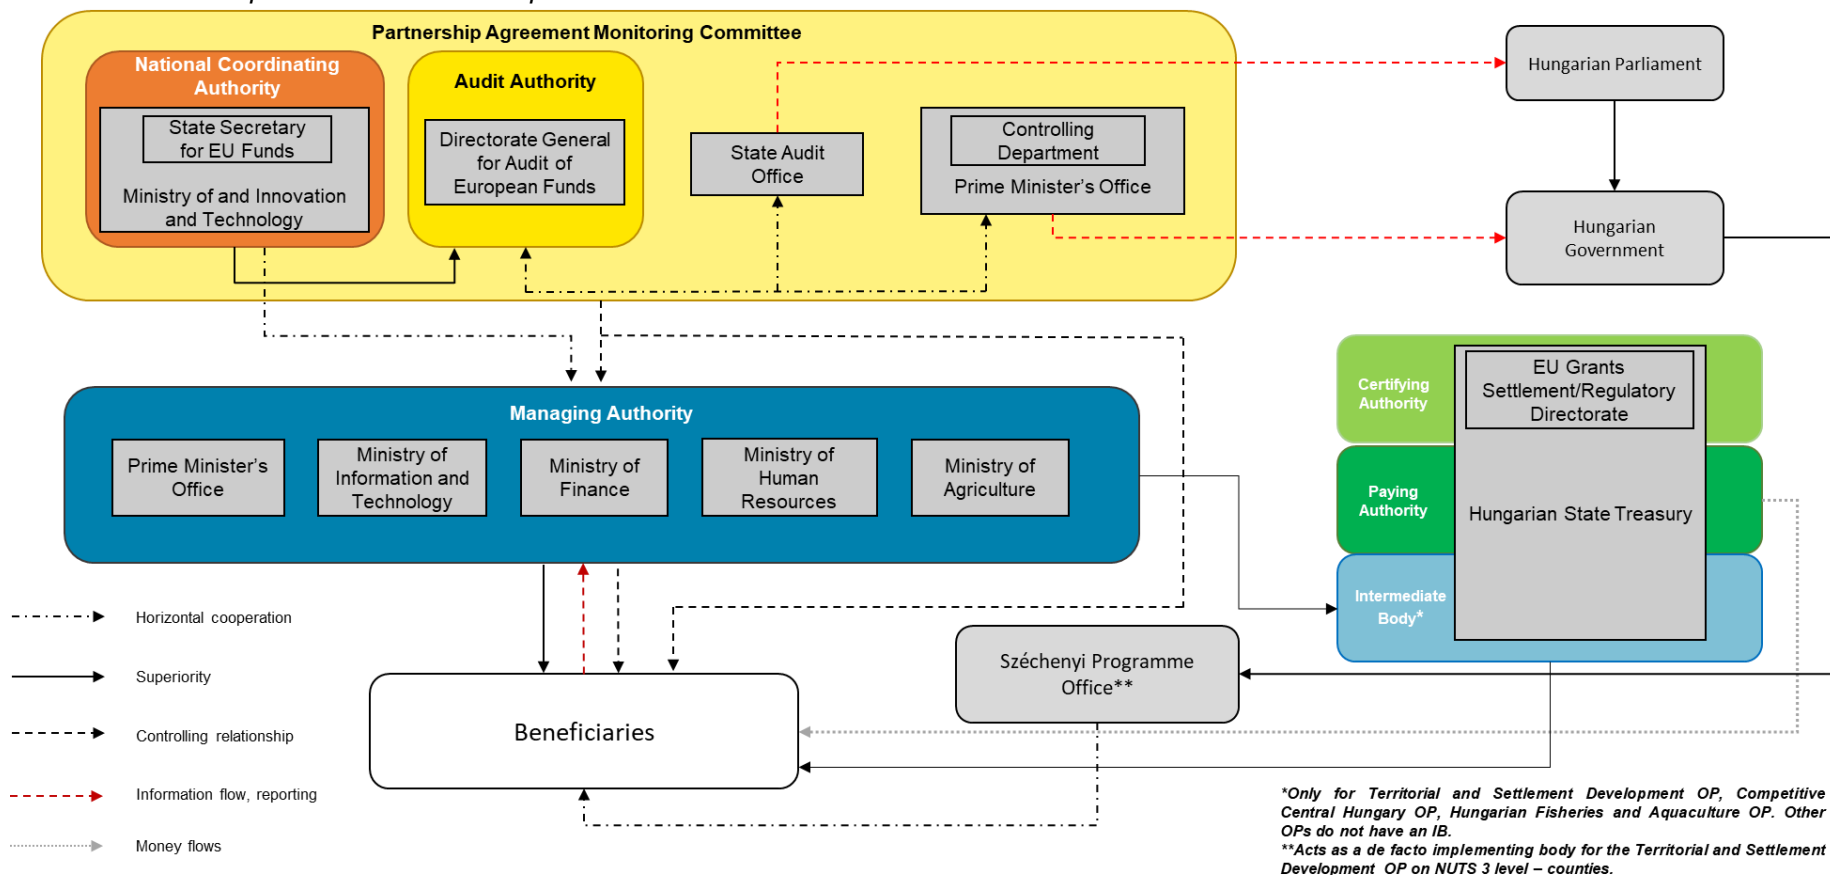 Partnership Agreement Monitoring Committee
National Coordinating
Authority
State Secretary
for EU Funds
Ministry of and Innovation
and Technology
Audit Authority
Directorate General
for Audit of
European Funds
State Audit
Office
Controlling
Department
Prime Minister's Office
Hungarian Parliament
Hungarian
Government
Managing Authority
Prime Minister's
Office
Ministry of
Information and
Technology
Ministry of
Finance
Ministry of
Human
Resources
Ministry of
Agriculture
Certifying
Authority
EU Grants
Settlement/Regulatory
Directorate
Paying
Authority
Hungarian State Treasury
Intermediate
Body*
Horizontal cooperation
Superiority
Controlling relationship
Information flow, reporting
Money flows
Széchenyi Programme
Office**
Beneficiaries
*Only for Territorial and Settlement Development OP, Competitive
Central Hungary OP, Hungarian Fisheries and Aquaculture OP. Other
OPs do not have an IB.
**Acts as a de facto implementing body for the Territorial and Settlement
Development OP on NUTS 3 level – counties.